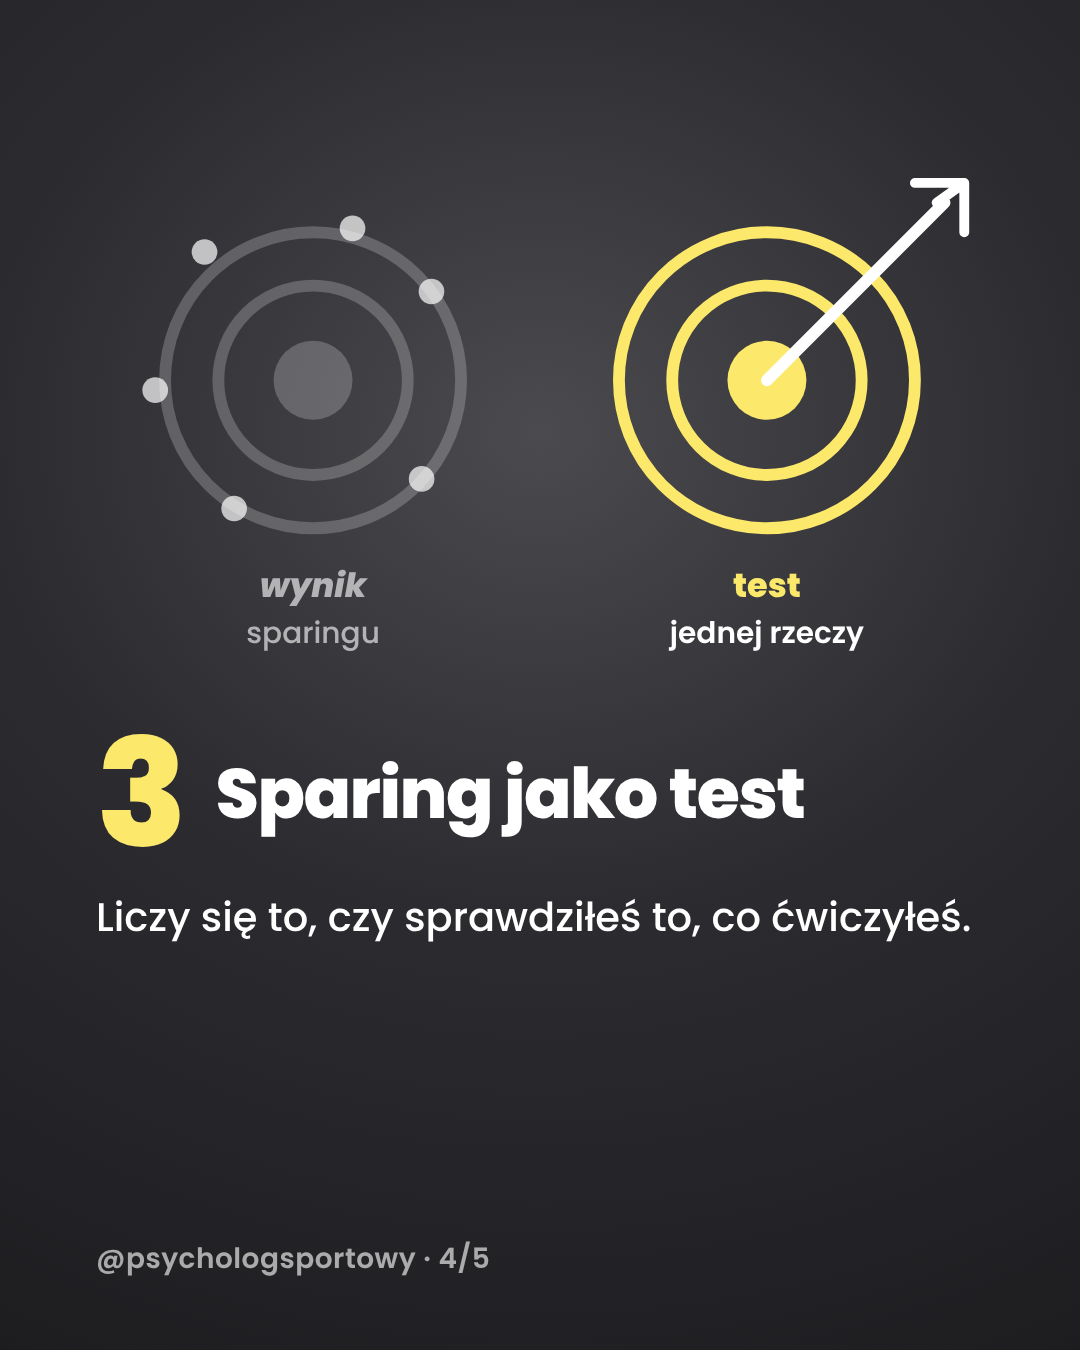 wynik
sparingu
test
jednej rzeczy
3 Sparing jako test
Liczy się to, czy sprawdziłeś to, co ćwiczyłeś.
@psychologsportowy · 4/5